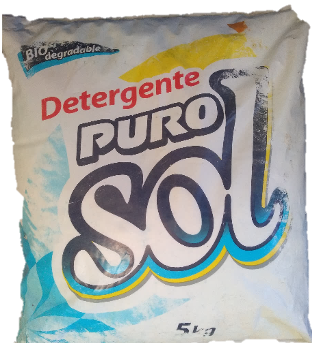 BIO
degradable
Detergente
PURO
Sol
5kg